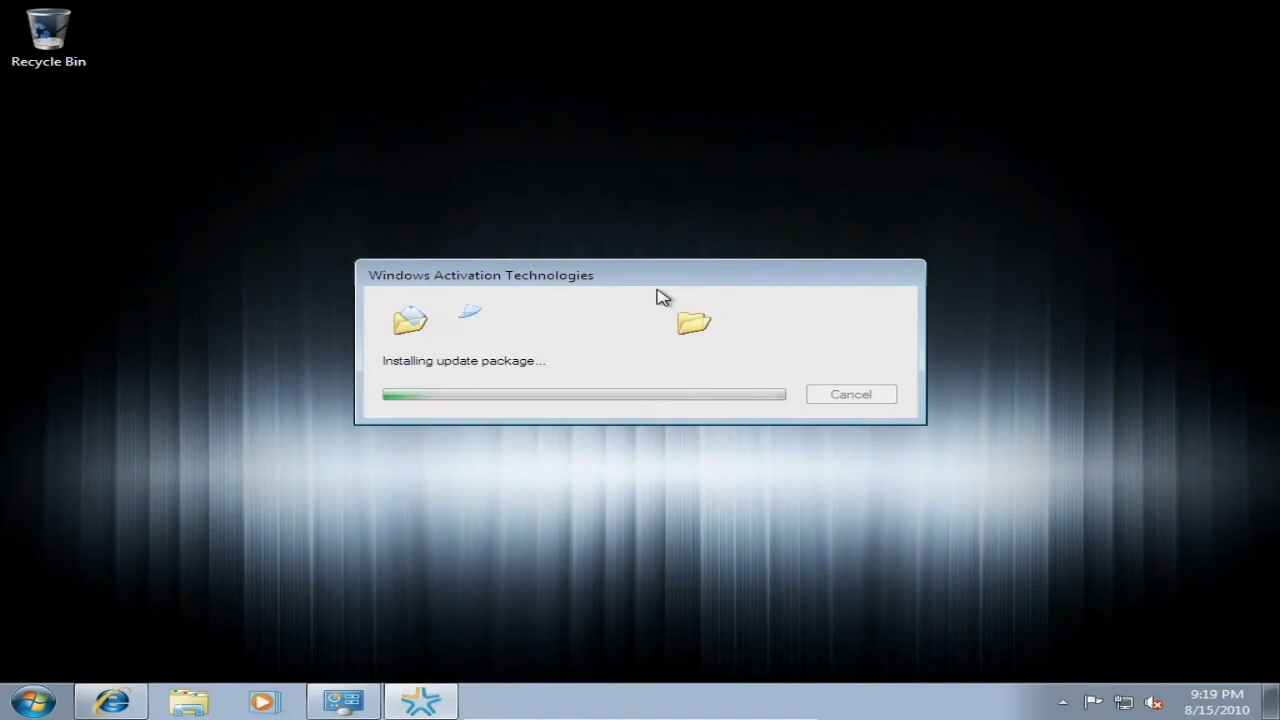 Recycle Bin
Windows Activation Technologies
Installing update package...
Cancel
9:19 PM
8/15/2010